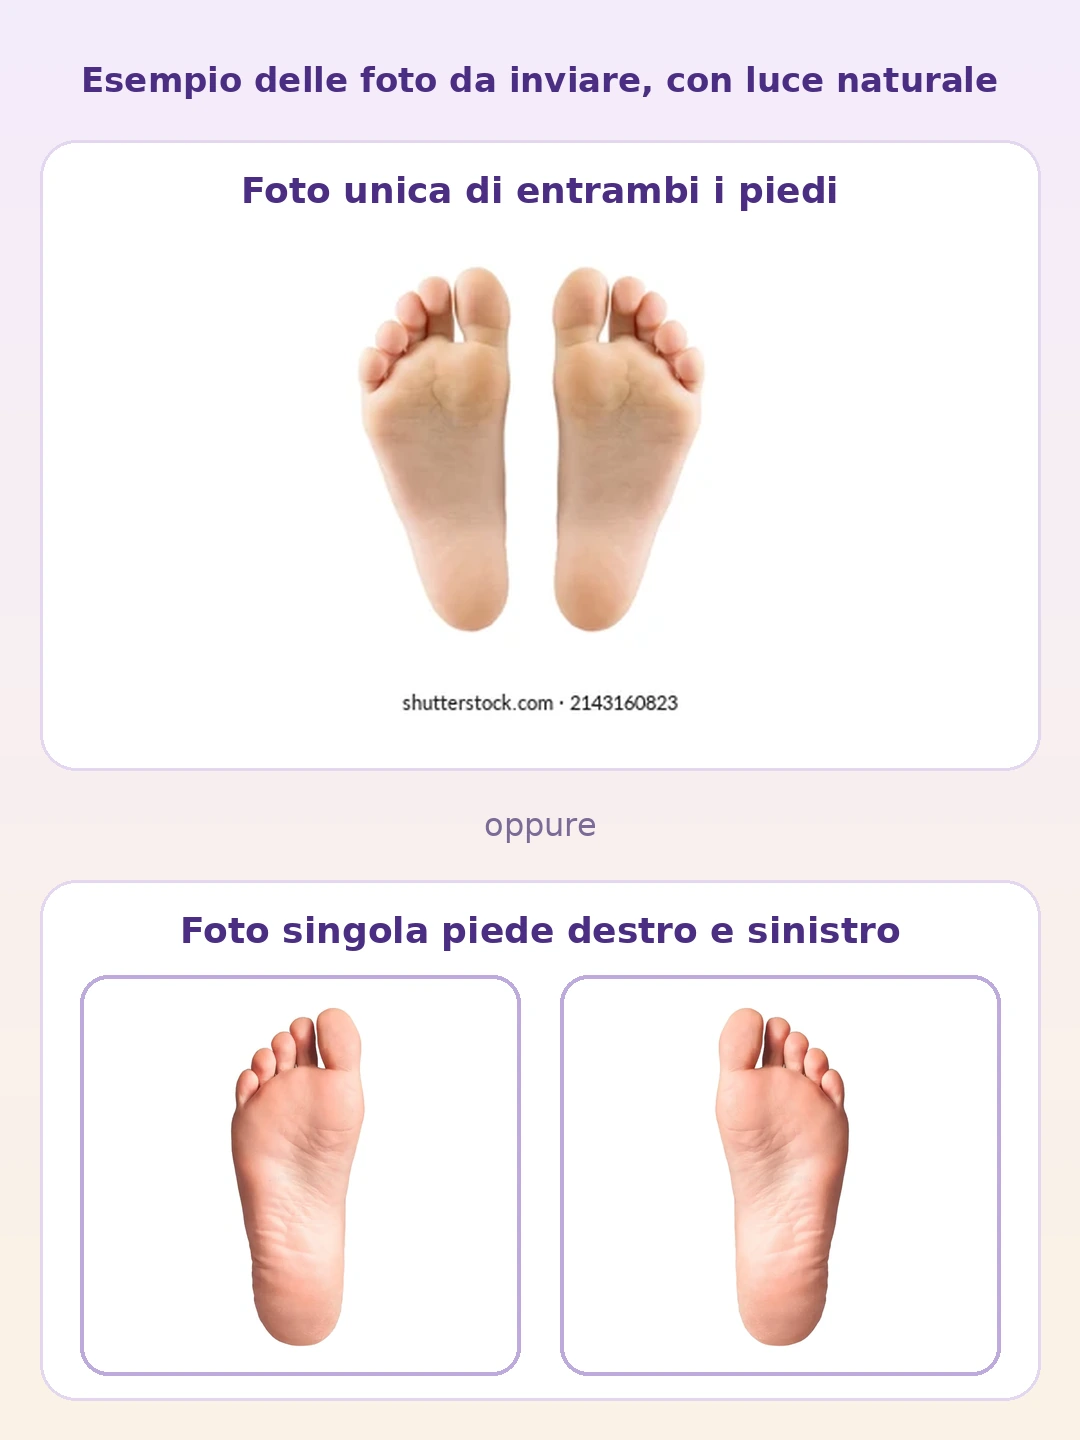 Esempio delle foto da inviare, con luce naturale
Foto unica di entrambi i piedi
shutterstock.com · 2143160823
oppure
Foto singola piede destro e sinistro